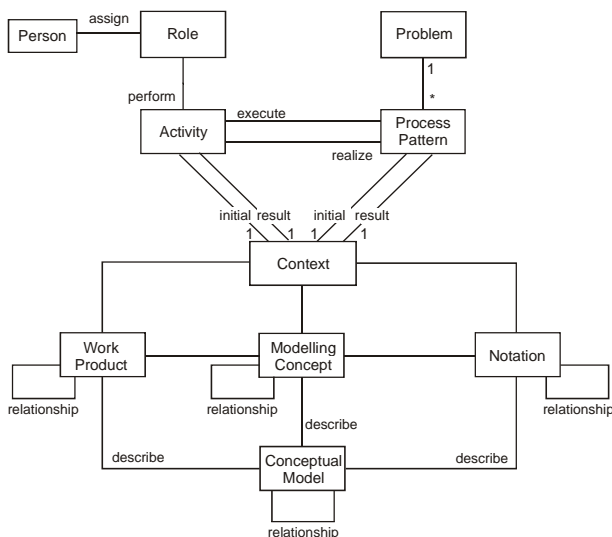 assign
Person
Role
Problem
1
perform
*
execute
Activity
Process
Pattern
realize
initial result
initial result
1
1
1
1
Context
Work
Product
Modelling
Concept
Notation
relationship
relationship
relationship
describe
describe
describe
Conceptual
Model
relationship